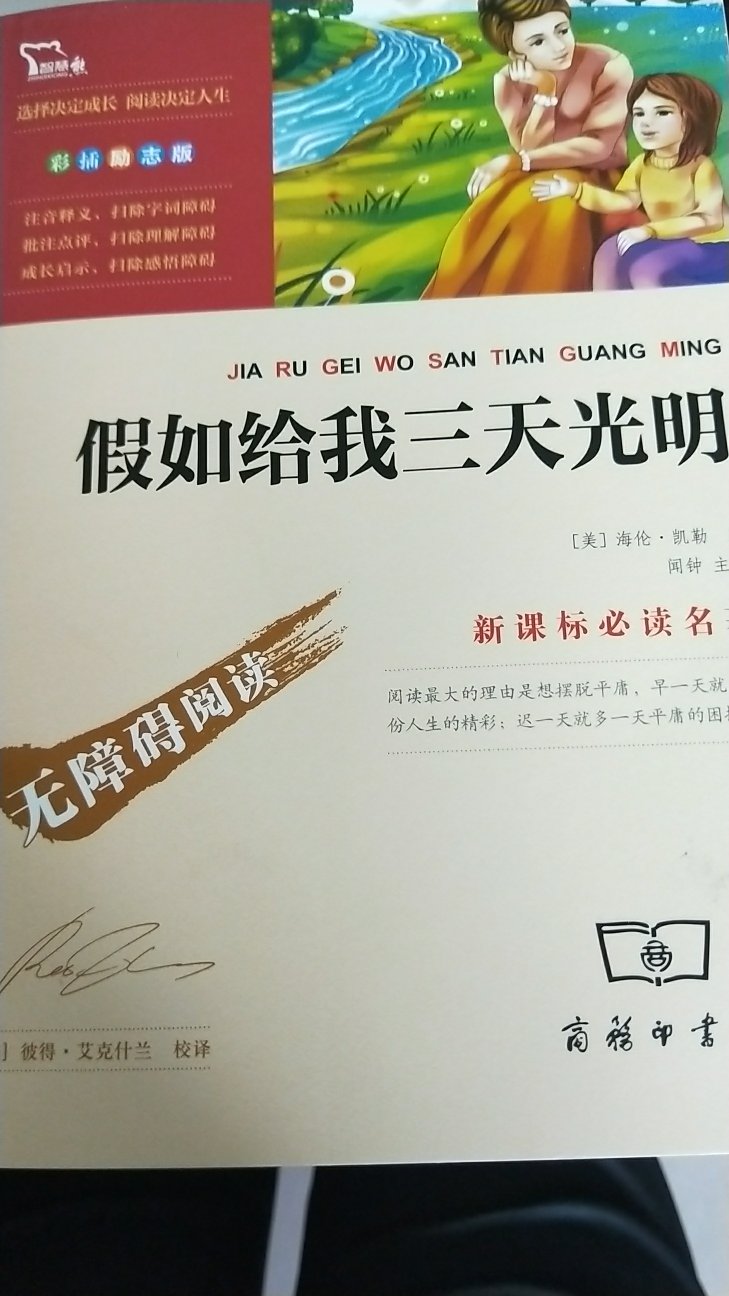 智慧熊
ZHIHUIXIONG
选择决定成长 阅读决定人生
彩插励志版
注音释义、扫除字词障碍
批注点评、扫除理解障碍
成长启示、扫除感悟障碍
JIA RU GEI WO SAN TIAN GUANG MING
假如给我三天光明
[美] 海伦·凯勒
闻钟 主
新课标必读名
阅读最大的理由是想摆脱平庸，早一天就
份人生的精彩；迟一天就多一天平庸的困
无障碍阅读
商
商务印书
] 彼得·艾克什兰 校译